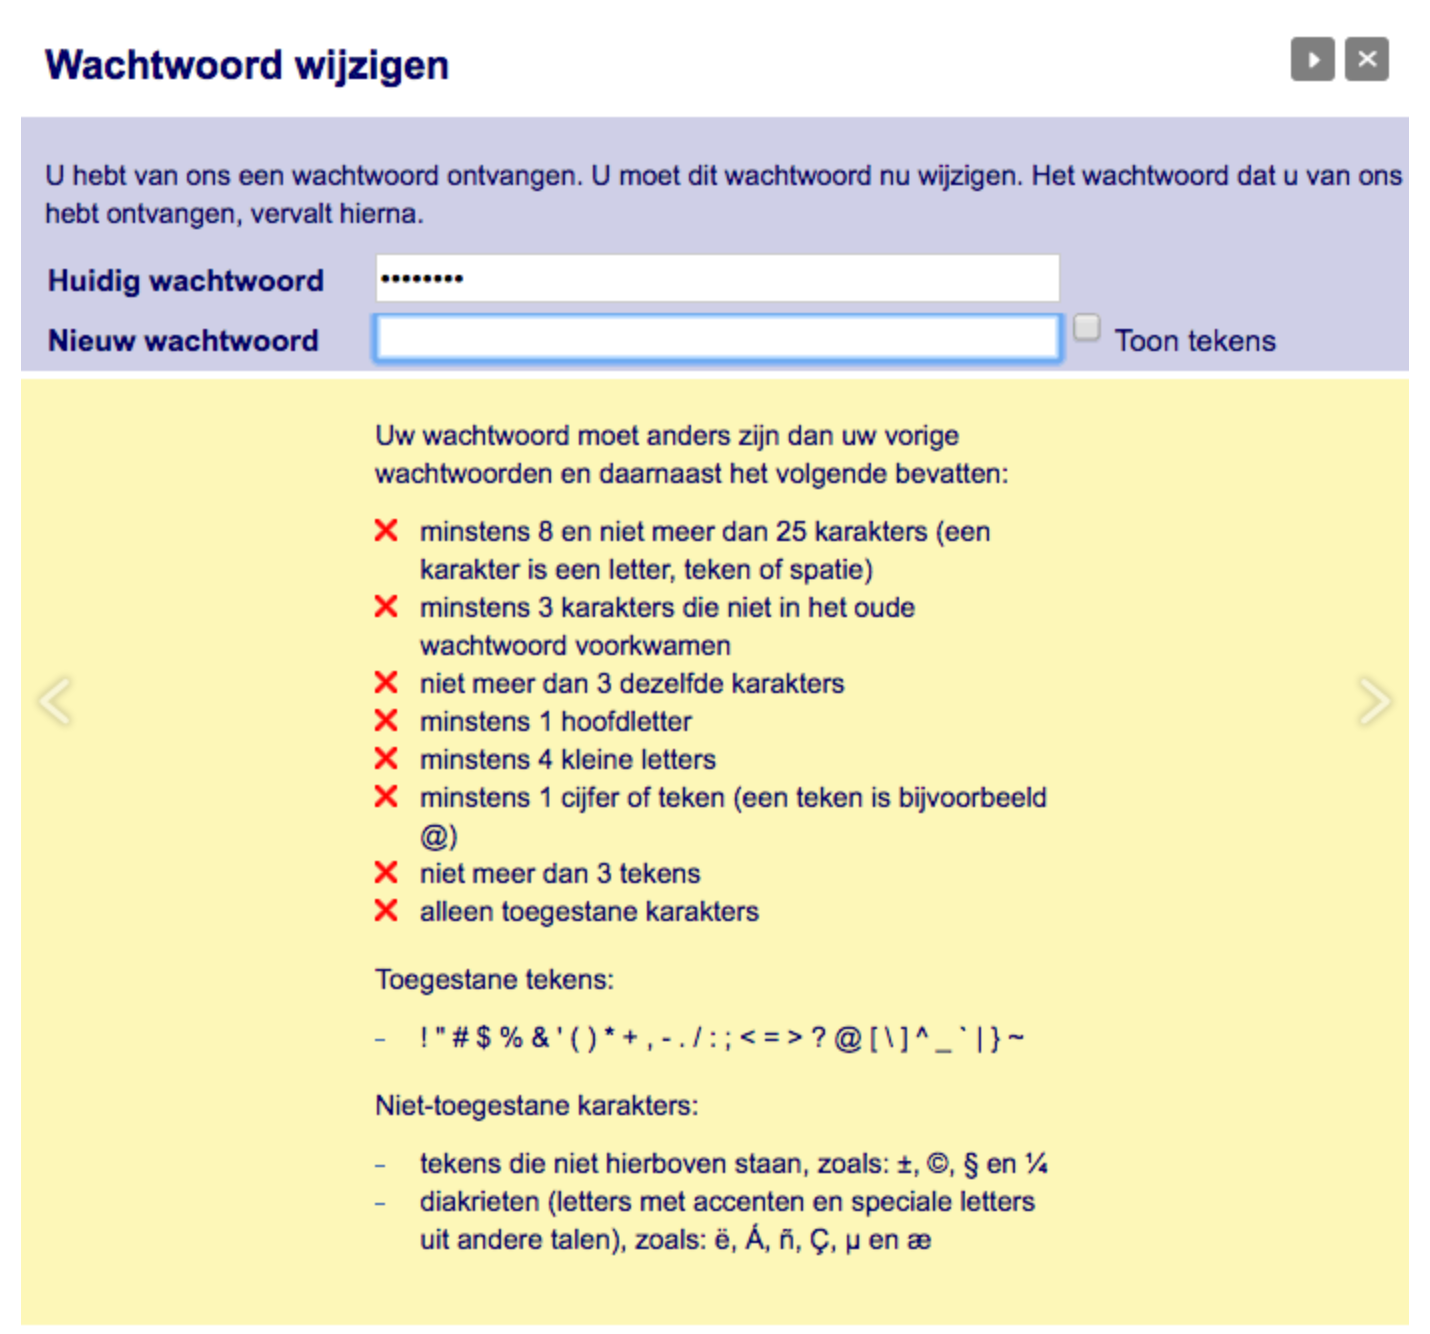 Wachtwoord wijzigen
U hebt van ons een wachtwoord ontvangen. U moet dit wachtwoord nu wijzigen. Het wachtwoord dat u van ons
hebt ontvangen, vervalt hierna.
Huidig wachtwoord ••••••••
Nieuw wachtwoord Toon tekens
Uw wachtwoord moet anders zijn dan uw vorige
wachtwoorden en daarnaast het volgende bevatten:
minstens 8 en niet meer dan 25 karakters (een
karakter is een letter, teken of spatie)
minstens 3 karakters die niet in het oude
wachtwoord voorkwamen
niet meer dan 3 dezelfde karakters
minstens 1 hoofdletter
minstens 4 kleine letters
minstens 1 cijfer of teken (een teken is bijvoorbeeld
@)
niet meer dan 3 tekens
alleen toegestane karakters
Toegestane tekens:
- ! " # $ % & ' ( ) * + , - . / : ; < = > ? @ [ \ ] ^ _ ` | } ~
Niet-toegestane karakters:
- tekens die niet hierboven staan, zoals: ±, ©, § en ¼
- diakrieten (letters met accenten en speciale letters
uit andere talen), zoals: ë, Á, ñ, Ç, µ en æ